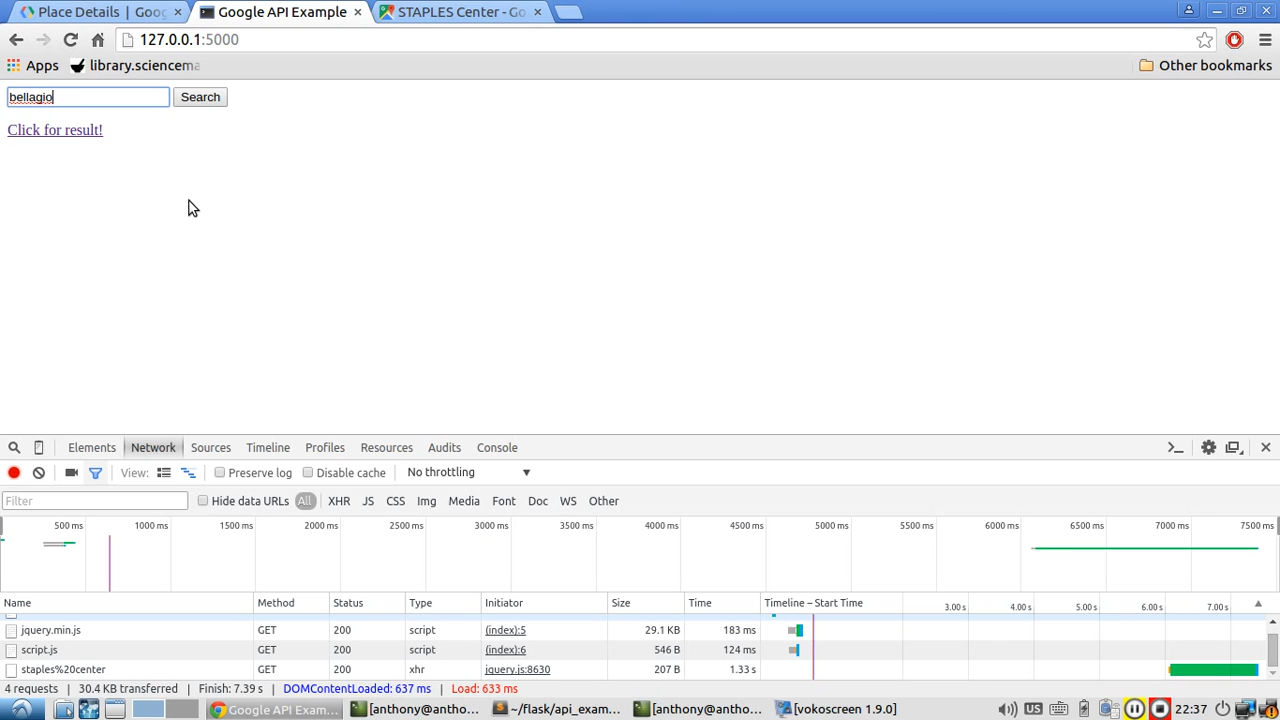 Place Details | Goog
Google API Example
STAPLES Center - Go
127.0.0.1:5000
Apps
library.sciencema
Other bookmarks
bellagio
Search
Click for result!
Elements Network Sources Timeline Profiles Resources Audits Console
View: Preserve log Disable cache No throttling
Filter Hide data URLs All XHR JS CSS Img Media Font Doc WS Other
500 ms 1000 ms 1500 ms 2000 ms 2500 ms 3000 ms 3500 ms 4000 ms 4500 ms 5000 ms 5500 ms 6000 ms 6500 ms 7000 ms 7500 ms
Name Method Status Type Initiator Size Time Timeline – Start Time 3.00 s 4.00 s 5.00 s 6.00 s 7.00 s
jquery.min.js GET 200 script (index):5 29.1 KB 183 ms
script.js GET 200 script (index):6 546 B 124 ms
staples%20center GET 200 xhr jquery.js:8630 207 B 1.33 s
4 requests | 30.4 KB transferred | Finish: 7.39 s | DOMContentLoaded: 637 ms | Load: 633 ms
Google API Exam... [anthony@antho... ~/flask/api_exam... [anthony@antho... [vokoscreen 1.9.0] US 22:37